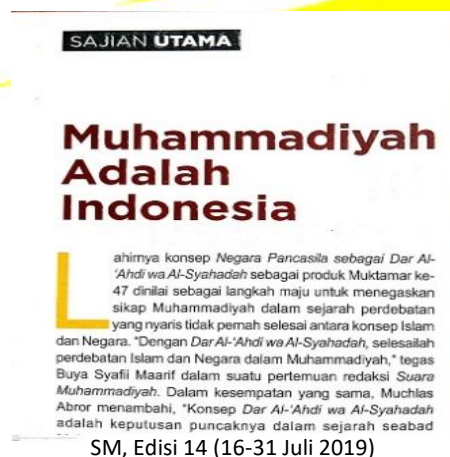 SAJIAN UTAMA
Muhammadiyah
Adalah
Indonesia
Lahirnya konsep Negara Pancasila sebagai Dar Al-
'Ahdi wa Al-Syahadah sebagai produk Muktamar ke-
47 dinilai sebagai langkah maju untuk menegaskan
sikap Muhammadiyah dalam sejarah perdebatan
yang nyaris tidak pernah selesai antara konsep Islam
dan Negara. "Dengan Dar Al-'Ahdi wa Al-Syahadah, selesailah
perdebatan Islam dan Negara dalam Muhammadiyah," tegas
Buya Syafii Maarif dalam suatu pertemuan redaksi Suara
Muhammadiyah. Dalam kesempatan yang sama, Muchlas
Abror menambahi, "Konsep Dar Al-'Ahdi wa Al-Syahadah
adalah keputusan puncaknya dalam sejarah seabad
SM, Edisi 14 (16-31 Juli 2019)